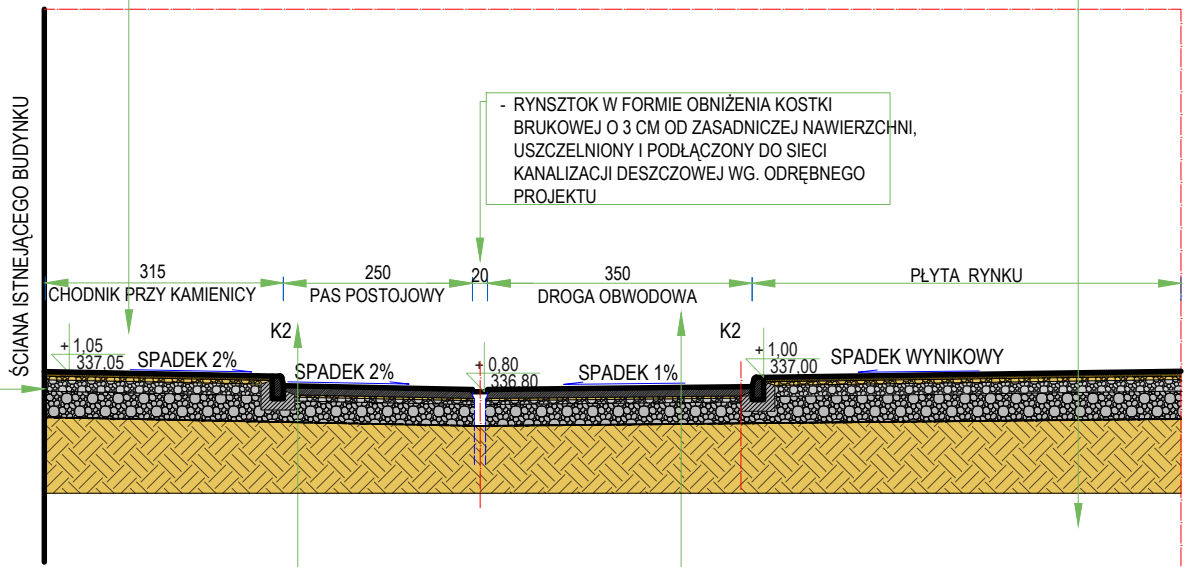 ŚCIANA ISTNIEJĄCEGO BUDYNKU
- RYNSZTOK W FORMIE OBNIŻENIA KOSTKI
BRUKOWEJ O 3 CM OD ZASADNICZEJ NAWIERZCHNI,
USZCZELNIONY I PODŁĄCZONY DO SIECI
KANALIZACJI DESZCZOWEJ WG. ODRĘBNEGO
PROJEKTU
315
250
20
350
PŁYTA RYNKU
CHODNIK PRZY KAMIENICY
PAS POSTOJOWY
DROGA OBWODOWA
K2
K2
+ 1,05
337,05
SPADEK 2%
SPADEK 2%
+ 0,80
336,80
SPADEK 1%
+ 1,00
337,00
SPADEK WYNIKOWY